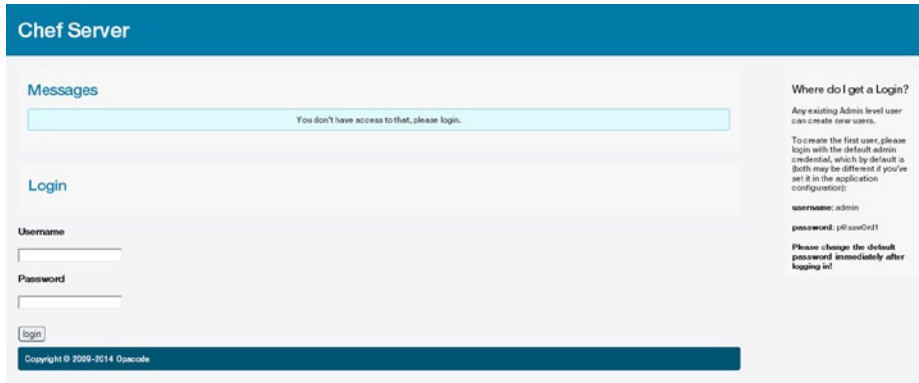 Chef Server
Messages
You don't have access to that, please login.
Login
Username
Password
login
Copyright © 2009-2014 Opacode
Where do I get a Login?
Any existing Admin level user
can create new users.
To create the first user, please
login with the default admin
credential, which by default is
(both may be different if you've
set it in the application
configuration):
username: admin
password: p@ssw0rd1
Please change the default
password immediately after
logging in!